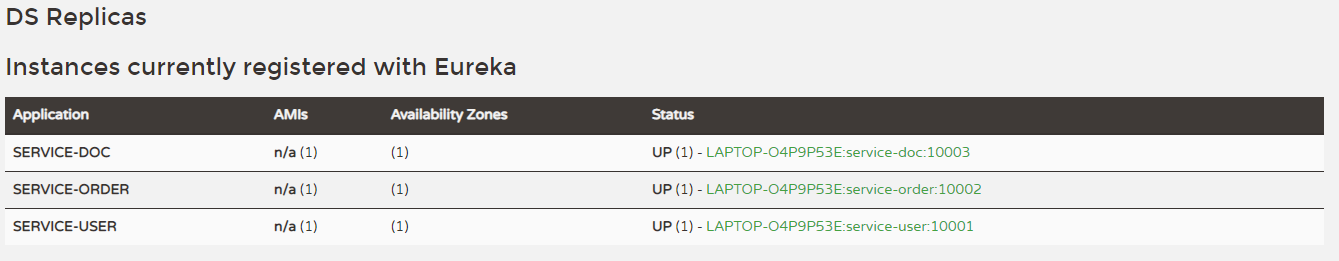 DS Replicas
Instances currently registered with Eureka
Application AMIs Availability Zones Status
SERVICE-DOC n/a (1) (1) UP (1) - LAPTOP-O4P9P53E:service-doc:10003
SERVICE-ORDER n/a (1) (1) UP (1) - LAPTOP-O4P9P53E:service-order:10002
SERVICE-USER n/a (1) (1) UP (1) - LAPTOP-O4P9P53E:service-user:10001